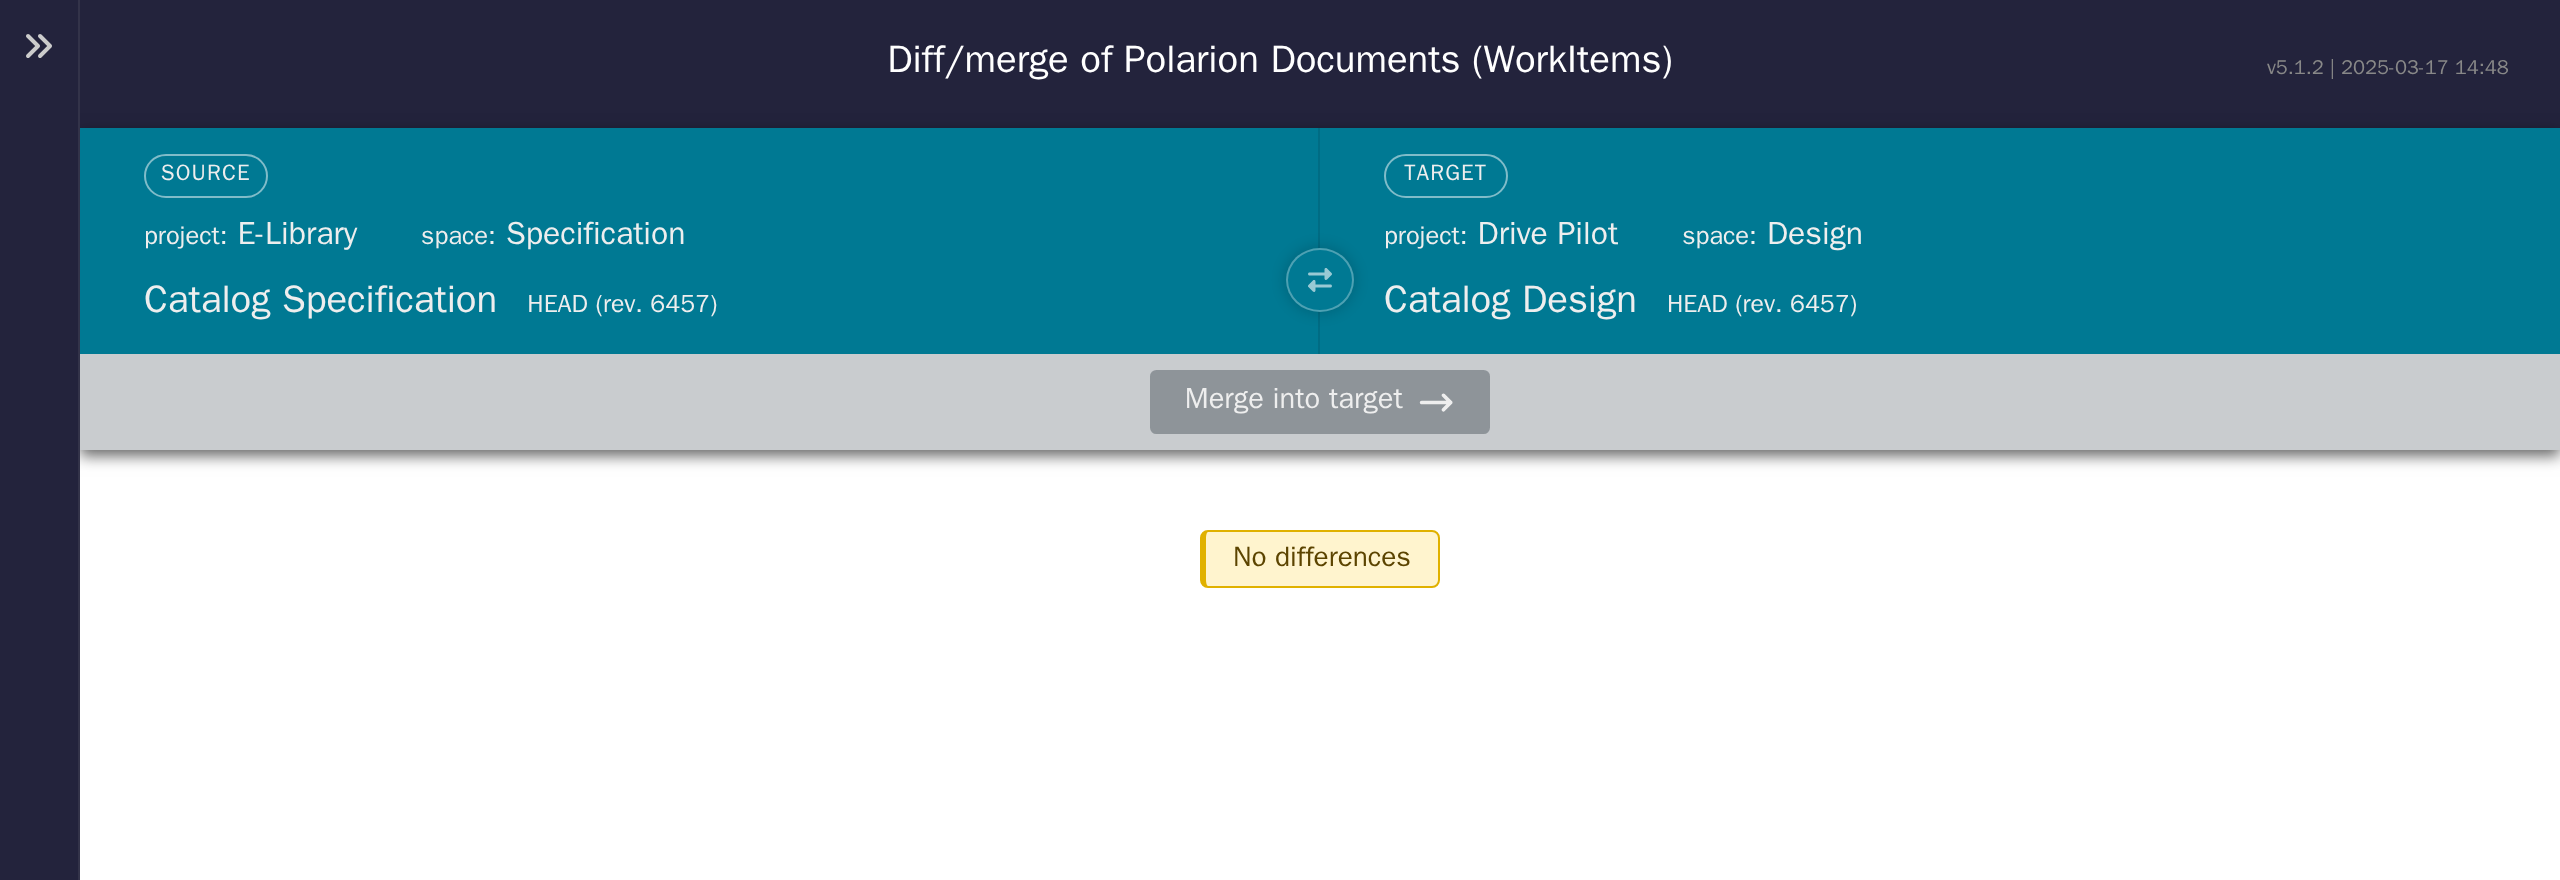 Diff/merge of Polarion Documents (WorkItems)
v5.1.2 | 2025-03-17 14:48
SOURCE
project: E-Library space: Specification
Catalog Specification HEAD (rev. 6457)
TARGET
project: Drive Pilot space: Design
Catalog Design HEAD (rev. 6457)
Merge into target
No differences